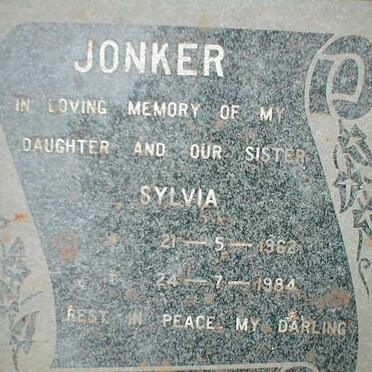 JONKER
IN LOVING MEMORY OF MY
DAUGHTER AND OUR SISTER
SYLVIA
* 21 — 5 — 1962
† 24 — 7 — 1984
REST IN PEACE MY DARLING